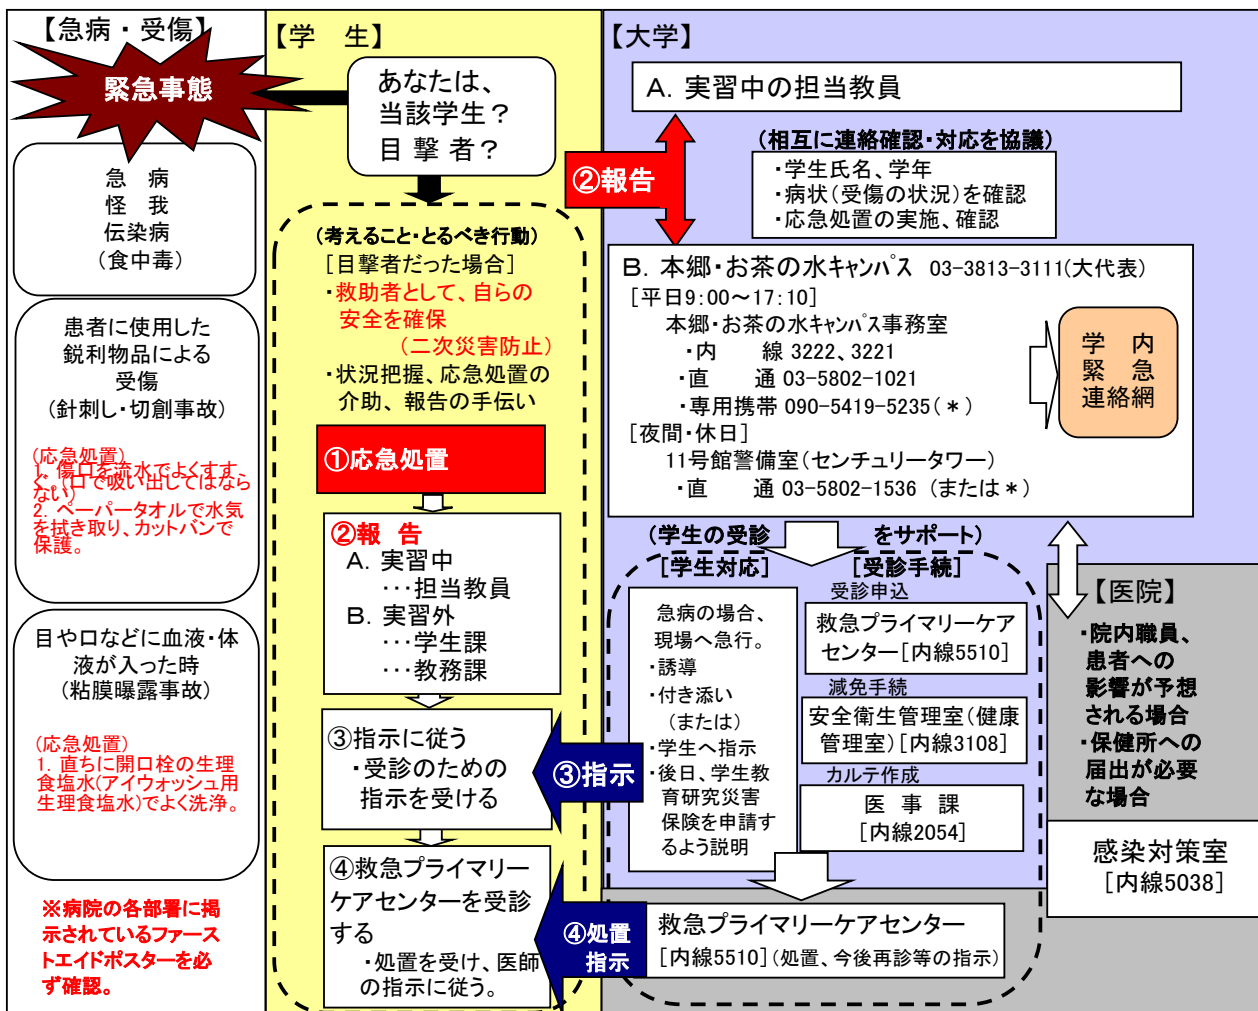 【急病・受傷】
緊急事態
急　病
怪　我
伝染病
(食中毒)
患者に使用した
鋭利物品による
受傷
(針刺し・切創事故)
(応急処置)
1. 傷口を流水でよくすす
ぐ。(口で吸い出してはなら
ない)
2. ペーパータオルで水気
を拭き取り、カットバンで
保護。
目や口などに血液・体
液が入った時
(粘膜曝露事故)
(応急処置)
1. 直ちに開口栓の生理
食塩水(アイウォッシュ用
生理食塩水)でよく洗浄。
※病院の各部署に掲
示されているファース
トエイドポスターを必
ず確認。
【学　生】
あなたは、
当該学生？
目 撃 者？
(考えること・とるべき行動)
[目撃者だった場合]
・救助者として、自らの
安全を確保
(二次災害防止)
・状況把握、応急処置の
介助、報告の手伝い
①応急処置
②報 告
A. 実習中
…担当教員
B. 実習外
…学生課
…教務課
③指示に従う
・受診のための
指示を受ける
④救急プライマリー
ケアセンターを受診
する
・処置を受け、医師
の指示に従う。
②報告
③指示
④処置
指示
【大学】
A. 実習中の担当教員
(相互に連絡確認・対応を協議)
・学生氏名、学年
・病状(受傷の状況)を確認
・応急処置の実施、確認
B. 本郷・お茶の水キャンパス 03-3813-3111(大代表)
[平日9:00～17:10]
本郷・お茶の水キャンパス事務室
・内　線 3222、3221
・直　通 03-5802-1021
・専用携帯 090-5419-5235(＊)
[夜間・休日]
11号館警備室(センチュリータワー)
・直　通 03-5802-1536 (または＊)
学　内
緊　急
連絡網
(学生の受診　をサポート)
[学生対応]
急病の場合、
現場へ急行。
・誘導
・付き添い
(または)
・学生へ指示
・後日、学生教
育研究災害
保険を申請す
るよう説明
[受診手続]
受診申込
救急プライマリーケア
センター[内線5510]
減免手続
安全衛生管理室(健康
管理室)[内線3108]
カルテ作成
医 事 課
[内線2054]
救急プライマリーケアセンター
[内線5510](処置、今後再診等の指示)
【医院】
・院内職員、
患者への
影響が予想
される場合
・保健所への
届出が必要
な場合
感染対策室
[内線5038]